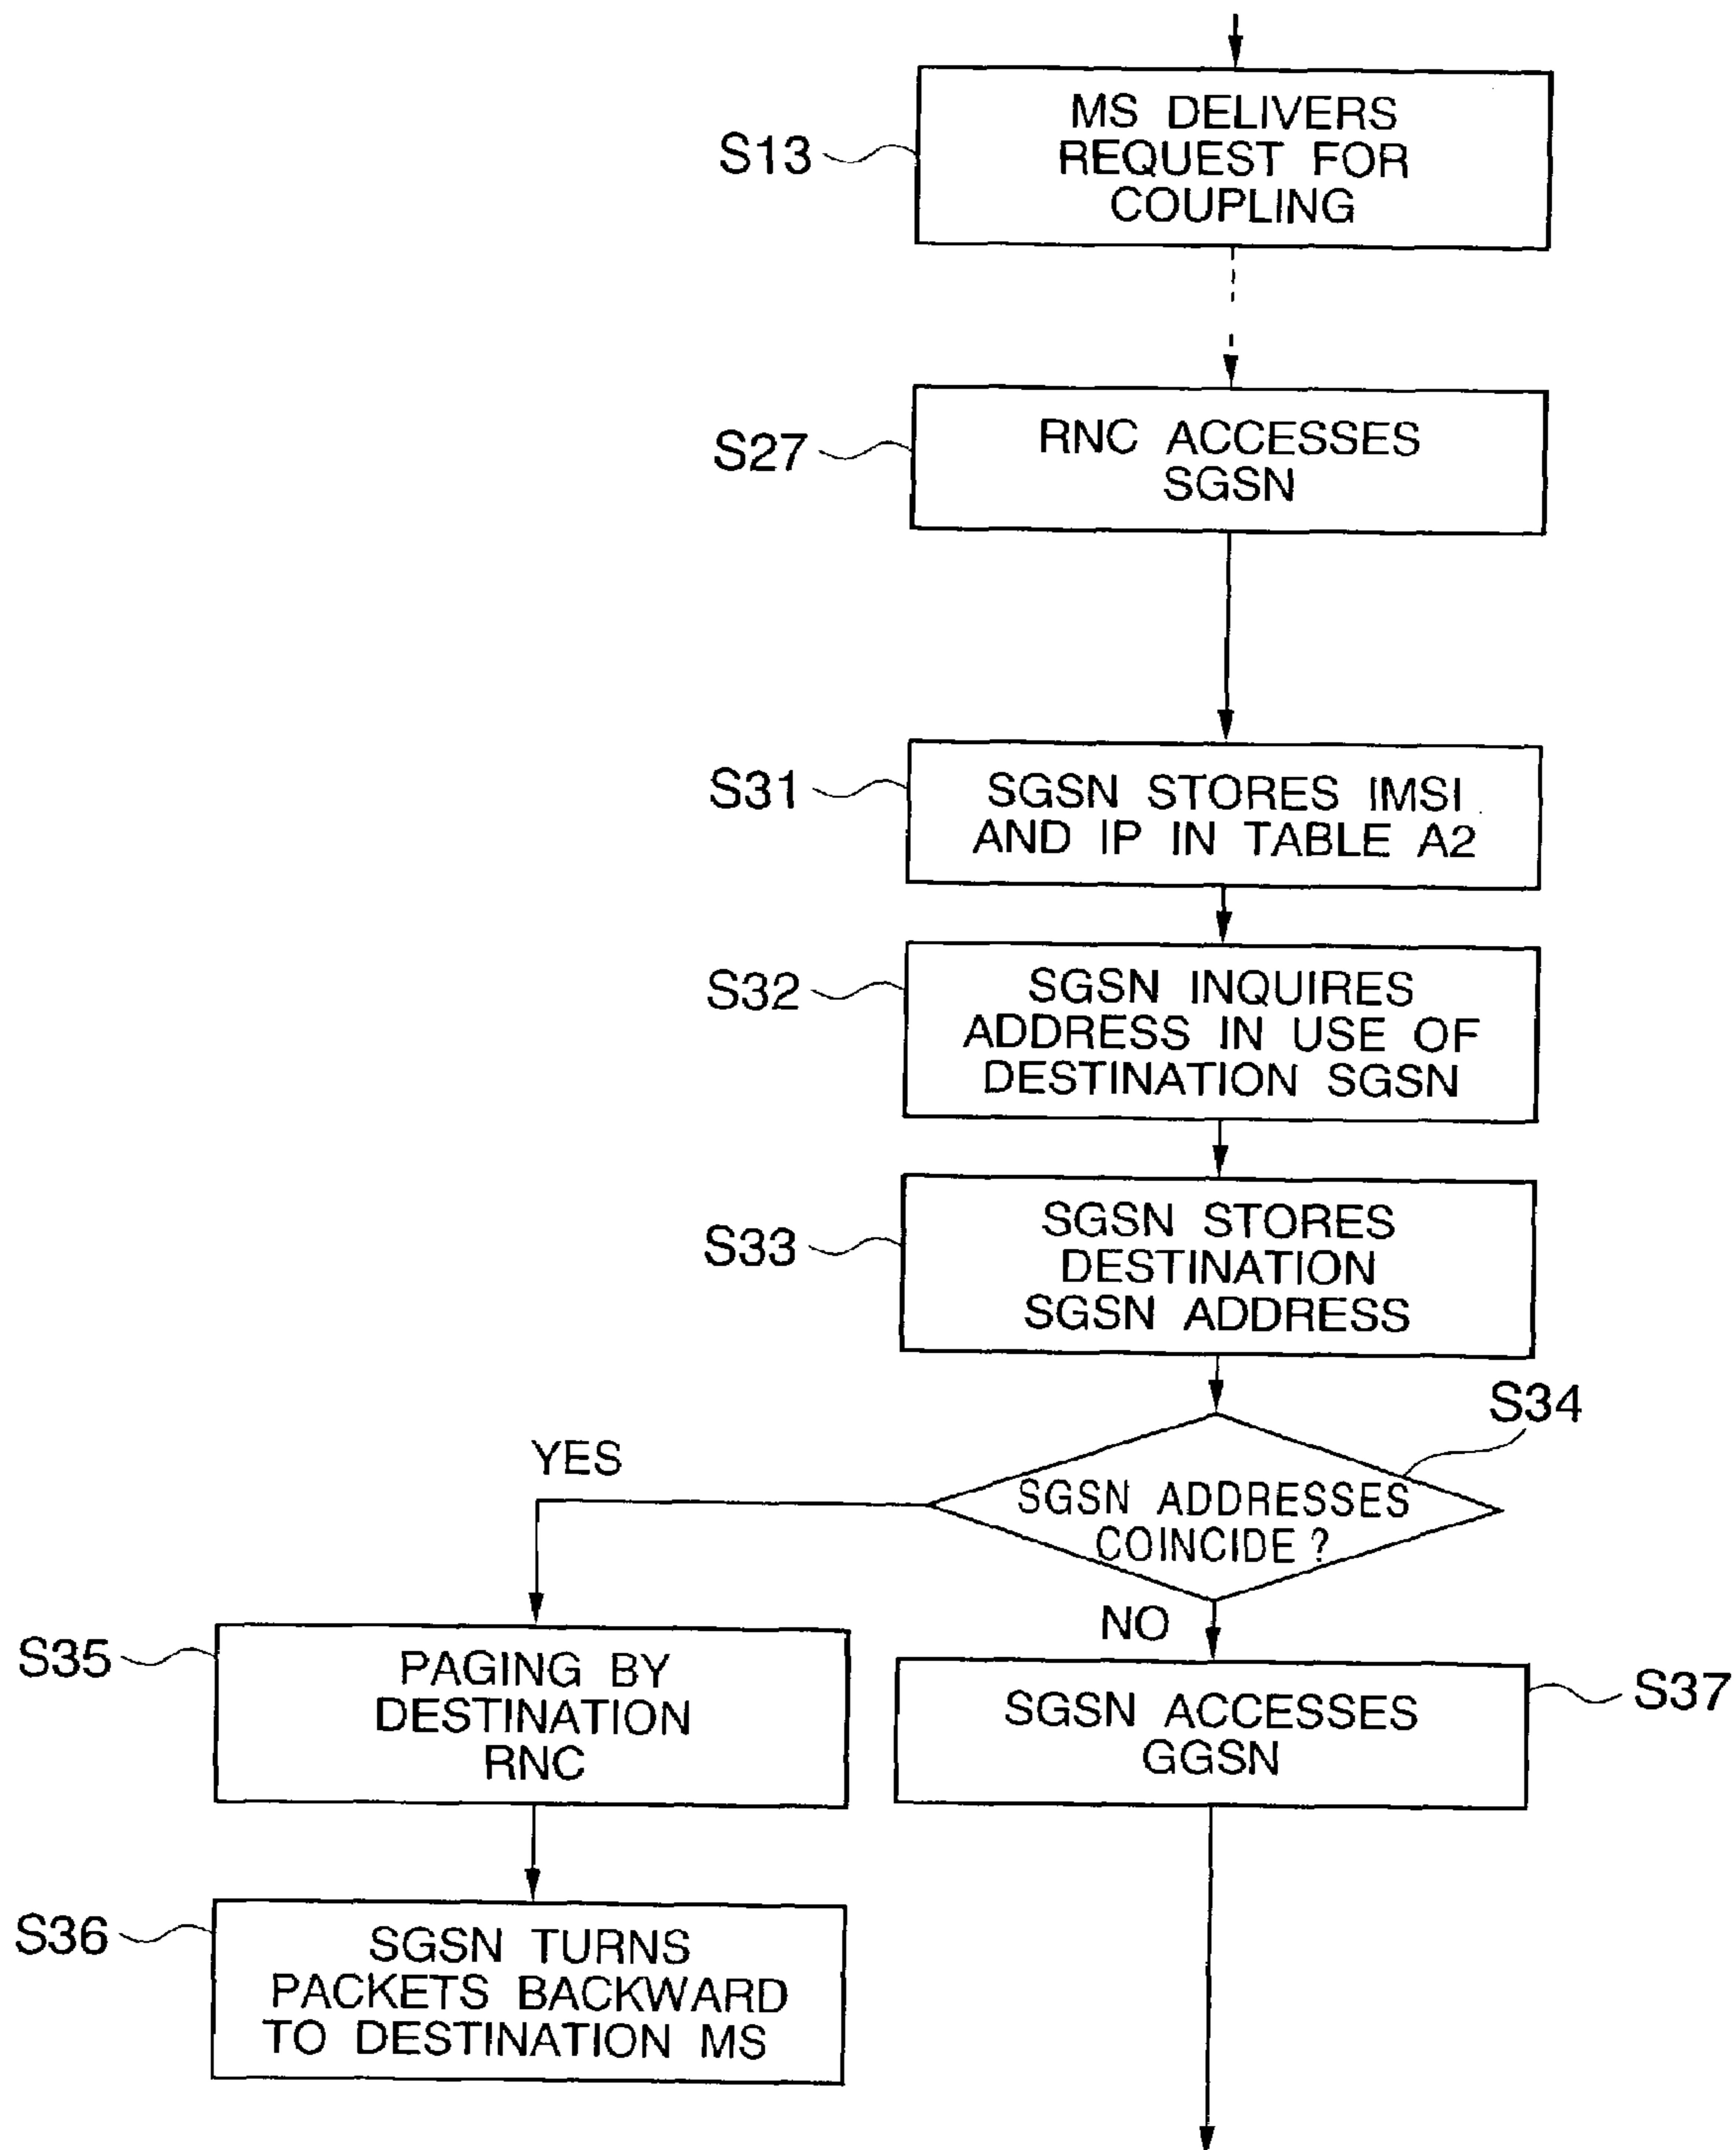 S13
MS DELIVERS
REQUEST FOR
COUPLING
S27
RNC ACCESSES
SGSN
S31
SGSN STORES IMSI
AND IP IN TABLE A2
S32
SGSN INQUIRES
ADDRESS IN USE OF
DESTINATION SGSN
S33
SGSN STORES
DESTINATION
SGSN ADDRESS
S34
YES
SGSN ADDRESSES
COINCIDE?
NO
S35
PAGING BY
DESTINATION
RNC
SGSN ACCESSES
GGSN
S37
S36
SGSN TURNS
PACKETS BACKWARD
TO DESTINATION MS